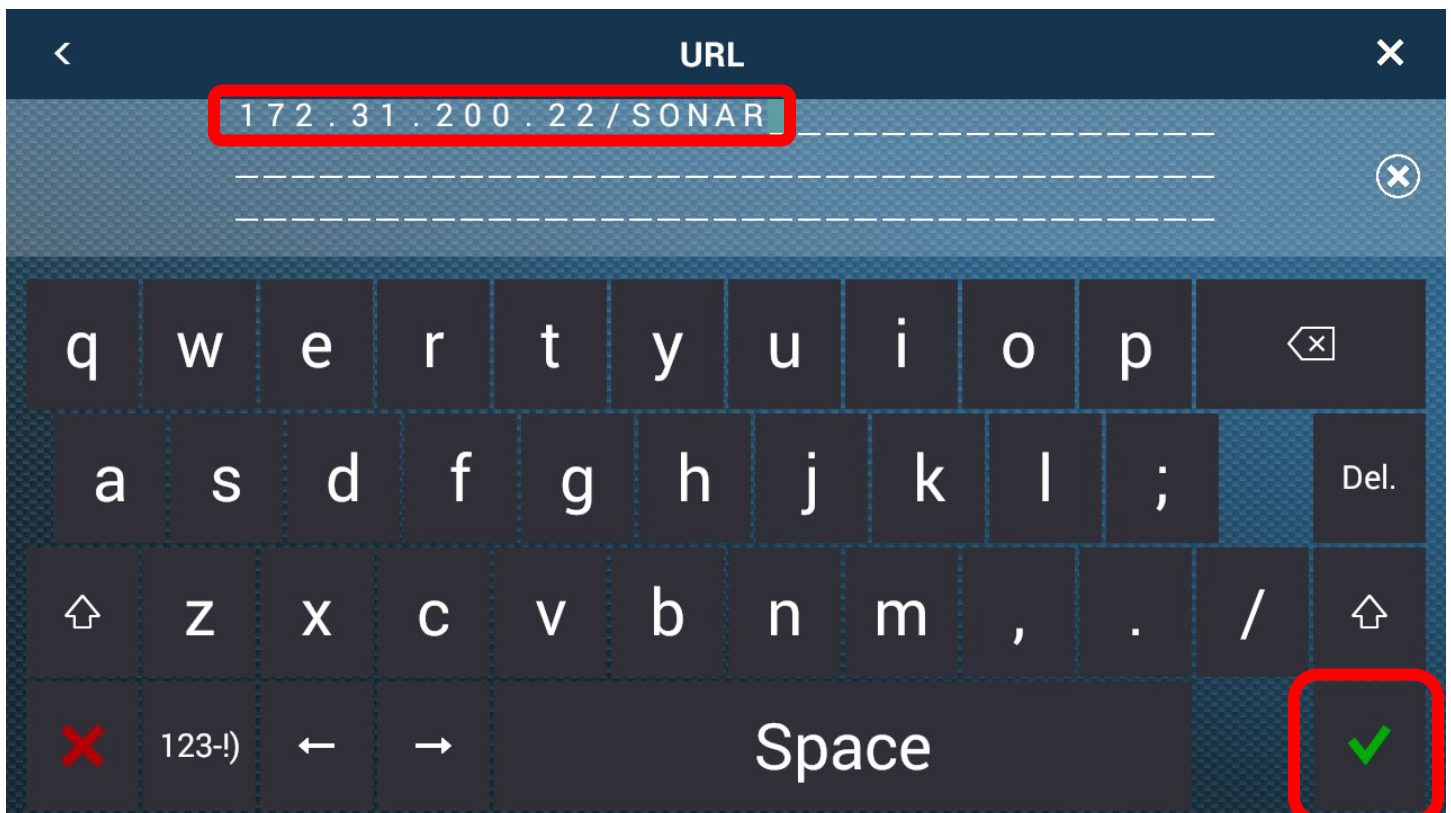 URL
172.31.200.22/SONAR
q w e r t y u i o p
a s d f g h j k l ; Del.
z x c v b n m , . /
123-!) Space